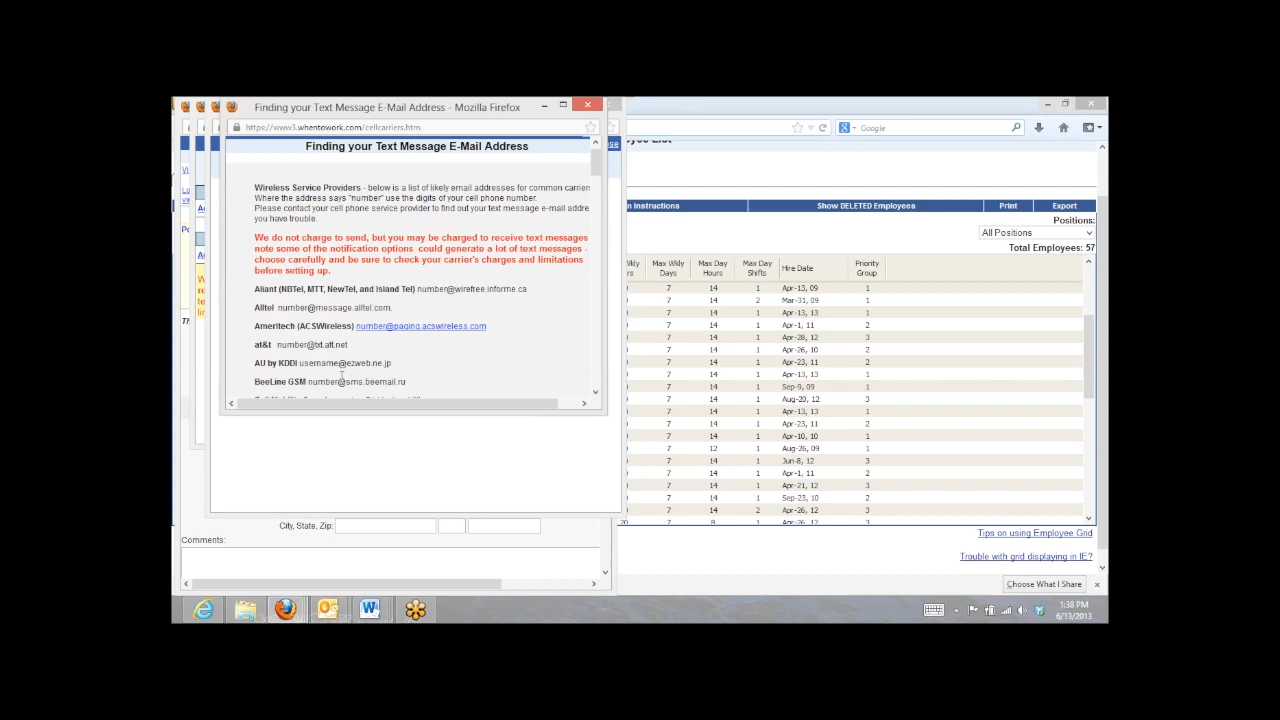 Finding your Text Message E-Mail Address - Mozilla Firefox
https://www3.whentowork.com/cellcarriers.htm
Finding your Text Message E-Mail Address
Wireless Service Providers - below is a list of likely email addresses for common carriers
Where the address says "number" use the digits of your cell phone number.
Please contact your cell phone service provider to find out your text message e-mail addre
you have trouble.
We do not charge to send, but you may be charged to receive text messages
note some of the notification options could generate a lot of text messages -
choose carefully and be sure to check your carrier's charges and limitations
before setting up.
Aliant (NBTel, MTT, NewTel, and Island Tel) number@wirefree.informe.ca
Alltel number@message.alltel.com.
Ameritech (ACSWireless) number@paging.acswireless.com
at&t number@txt.att.net
AU by KDDI username@ezweb.ne.jp
BeeLine GSM number@sms.beemail.ru
City, State, Zip:
Comments:
Google
n Instructions Show DELETED Employees Print Export
Positions:
All Positions
Total Employees: 57
Max Wkly Days Max Day Hours Max Day Shifts Hire Date Priority Group
7 14 1 Apr-13, 09 1
7 14 2 Mar-31, 09 1
7 14 1 Apr-13, 13 1
7 14 1 Apr-1, 11 2
7 14 1 Apr-28, 12 3
7 14 1 Apr-26, 10 2
7 14 1 Apr-23, 11 2
7 14 1 Apr-13, 13 1
7 14 1 Sep-9, 09 1
7 14 1 Aug-20, 12 3
7 14 1 Apr-13, 13 1
7 14 1 Apr-23, 11 2
7 14 1 Apr-10, 10 1
7 12 1 Aug-26, 09 1
7 14 1 Jun-8, 12 3
7 14 1 Apr-1, 11 2
7 14 1 Apr-21, 12 3
7 14 1 Sep-23, 10 2
7 14 2 Apr-26, 12 3
20 7 8 1 Apr-26, 12 3
Tips on using Employee Grid
Trouble with grid displaying in IE?
Choose What I Share
1:38 PM
6/13/2013